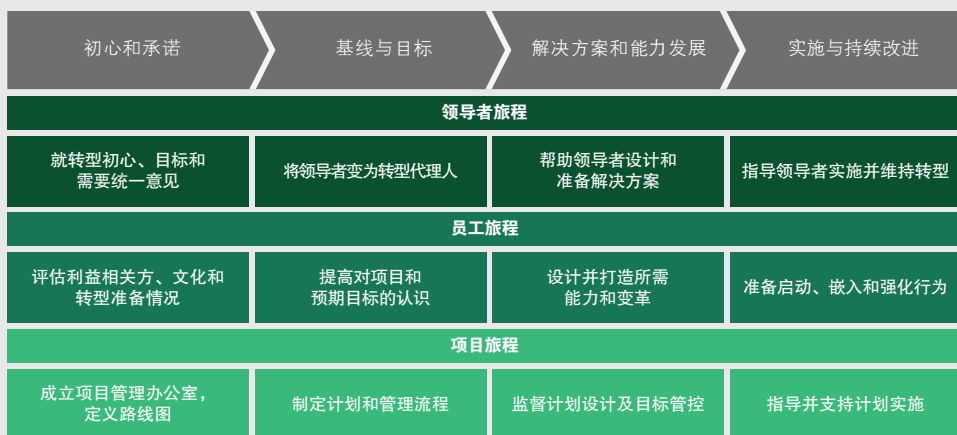 初心和承诺
基线与目标
解决方案和能力发展
实施与持续改进
领导者旅程
就转型初心、目标和
需要统一意见
将领导者变为转型代理人
帮助领导者设计和
准备解决方案
指导领导者实施并维持转型
员工旅程
评估利益相关方、文化和
转型准备情况
提高对项目和
预期目标的认识
设计并打造所需
能力和变革
准备启动、嵌入和强化行为
项目旅程
成立项目管理办公室，
定义路线图
制定计划和管理流程
监督计划设计及目标管控
指导并支持计划实施